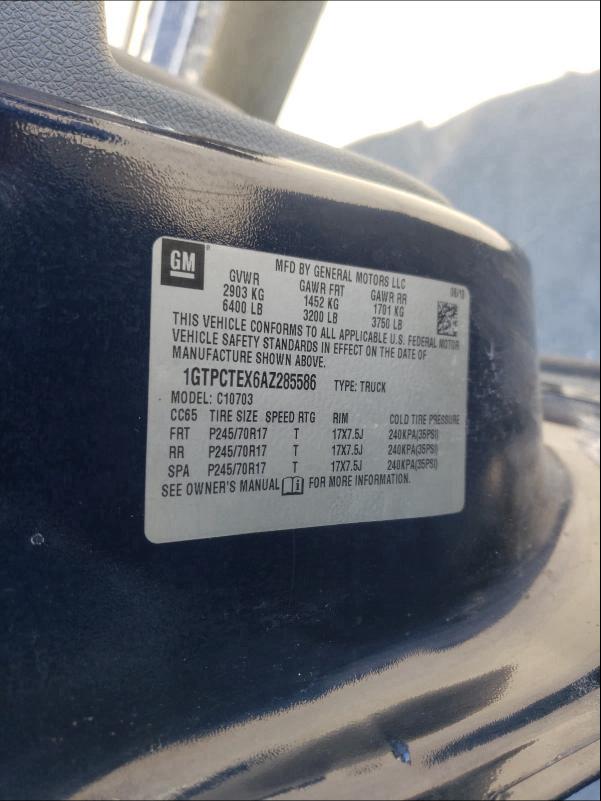 GM
MFD BY GENERAL MOTORS LLC
06/10
GVWR GAWR FRT GAWR RR
2903 KG 1452 KG 1701 KG
6400 LB 3200 LB 3750 LB
THIS VEHICLE CONFORMS TO ALL APPLICABLE U.S. FEDERAL MOTOR
VEHICLE SAFETY STANDARDS IN EFFECT ON THE DATE OF
MANUFACTURE SHOWN ABOVE.
1GTPCTEX6AZ285586 TYPE: TRUCK
MODEL: C10703
CC65 TIRE SIZE SPEED RTG RIM COLD TIRE PRESSURE
FRT P245/70R17 T 17X7.5J 240KPA(35PSI)
RR P245/70R17 T 17X7.5J 240KPA(35PSI)
SPA P245/70R17 T 17X7.5J 240KPA(35PSI)
SEE OWNER'S MANUAL FOR MORE INFORMATION.